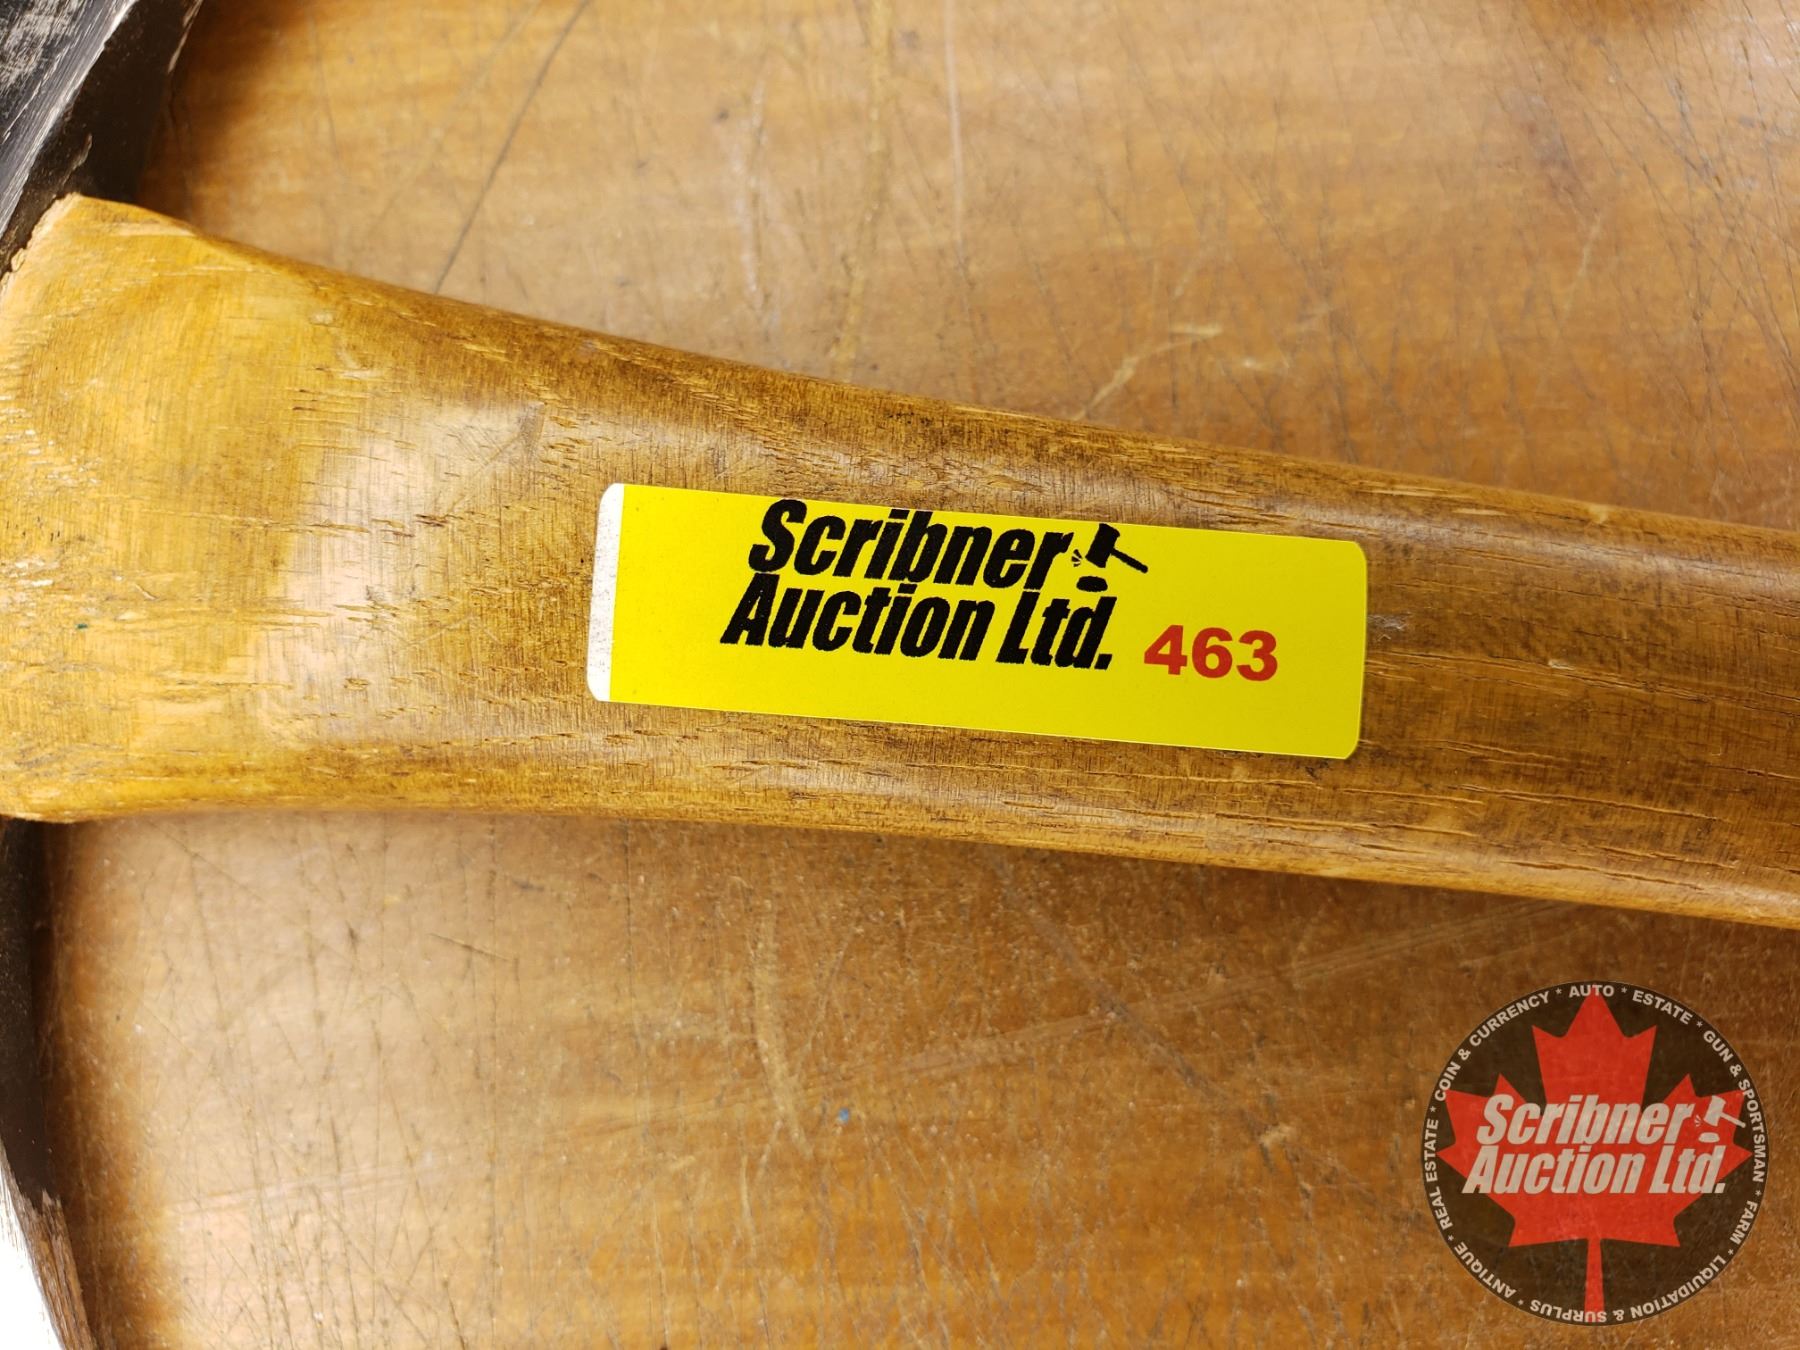 Scribner
Auction Ltd.
463
COIN & CURRENCY * AUTO * ESTATE * GUN & SPORTSMAN * FARM * LIQUIDATION & SURPLUS * ANTIQUE * REAL ESTATE *
Scribner
Auction Ltd.